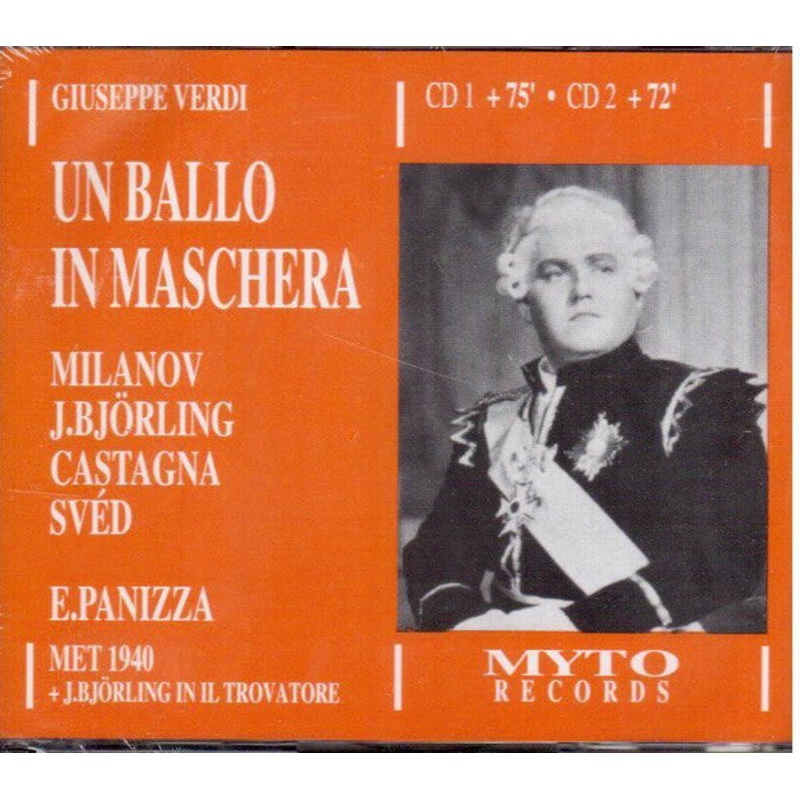 GIUSEPPE VERDI
CD 1 + 75' • CD 2 + 72'
UN BALLO
IN MASCHERA
MILANOV
J.BJÖRLING
CASTAGNA
SVÉD
E.PANIZZA
MET 1940
+ J.BJÖRLING IN IL TROVATORE
MYTO
RECORDS